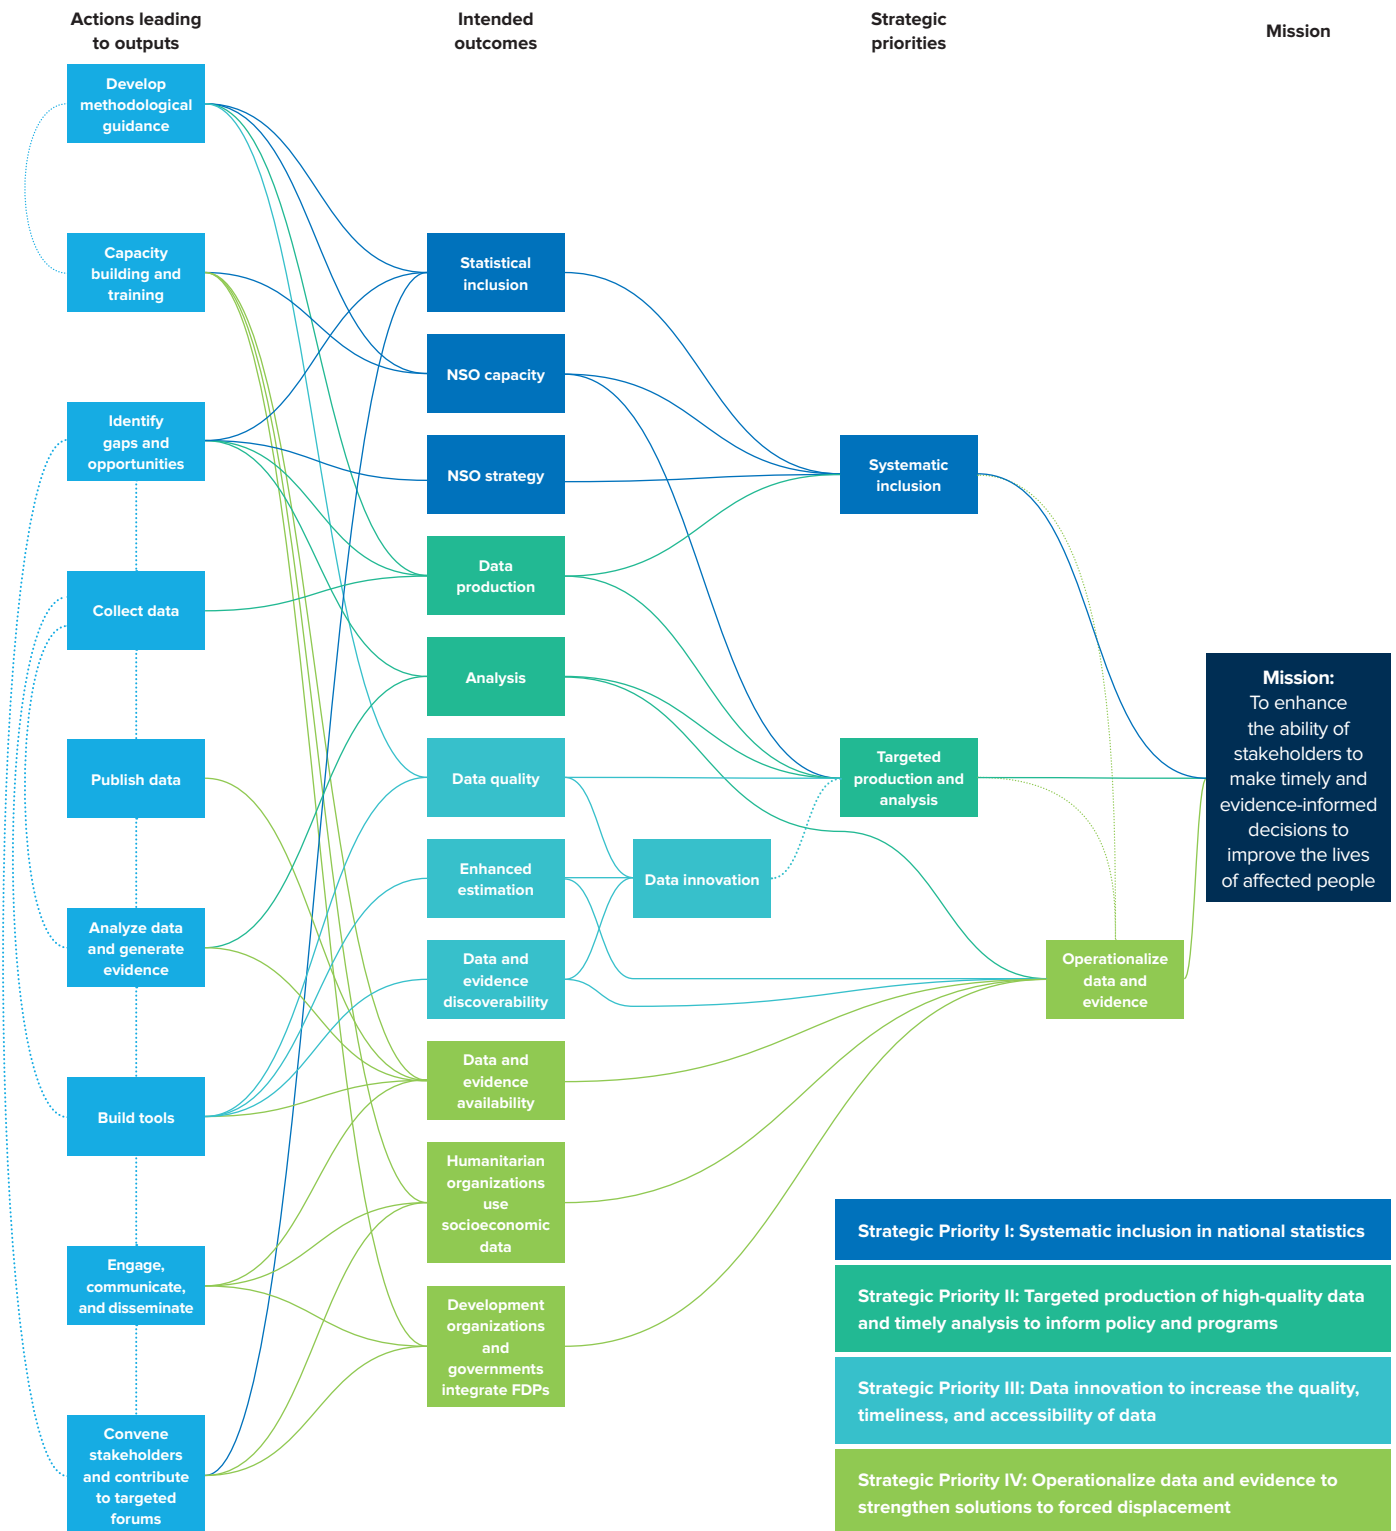 Actions leading
to outputs
Intended
outcomes
Strategic
priorities
Mission
Develop
methodological
guidance
Capacity
building and
training
Identify
gaps and
opportunities
Collect data
Publish data
Analyze data
and generate
evidence
Build tools
Engage,
communicate,
and disseminate
Convene
stakeholders
and contribute
to targeted
forums
Statistical
inclusion
NSO capacity
NSO strategy
Data
production
Analysis
Data quality
Enhanced
estimation
Data and
evidence
discoverability
Data and
evidence
availability
Humanitarian
organizations
use
socioeconomic
data
Development
organizations
and
governments
integrate FDPs
Data innovation
Systematic
inclusion
Targeted
production and
analysis
Operationalize
data and
evidence
Mission:
To enhance
the ability of
stakeholders to
make timely and
evidence-informed
decisions to
improve the lives
of affected people
Strategic Priority I: Systematic inclusion in national statistics
Strategic Priority II: Targeted production of high-quality data
and timely analysis to inform policy and programs
Strategic Priority III: Data innovation to increase the quality,
timeliness, and accessibility of data
Strategic Priority IV: Operationalize data and evidence to
strengthen solutions to forced displacement